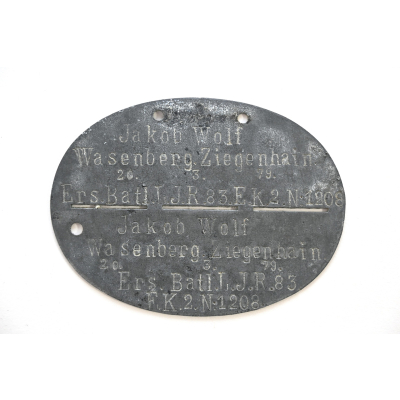 Jakob Wolf
Wasenberg.Ziegenhain
20. 3. 79.
Ers.Batl.L.J.R.83.E.K.2.N.1208
Jakob Wolf
Wasenberg.Ziegenhain
20. 3. 79.
Ers.Batl.L.J.R.83
E.K.2.N.1208